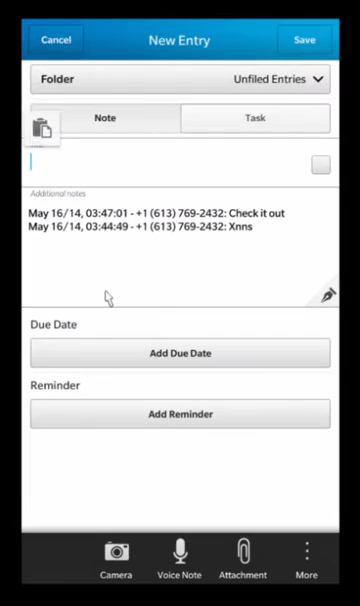 Cancel New Entry Save
Folder Unfiled Entries
Note Task
Additional notes
May 16/14, 03:47:01 - +1 (613) 769-2432: Check it out
May 16/14, 03:44:49 - +1 (613) 769-2432: Xnns
Due Date
Add Due Date
Reminder
Add Reminder
Camera Voice Note Attachment More